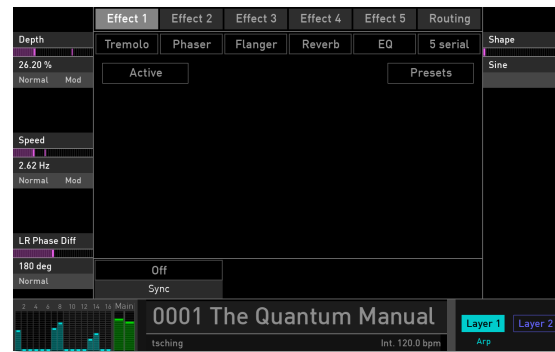 Effect 1 Effect 2 Effect 3 Effect 4 Effect 5 Routing
Depth Tremolo Phaser Flanger Reverb EQ 5 serial Shape
26.20 % Active Presets Sine
Normal Mod
Speed
2.62 Hz
Normal Mod
LR Phase Diff
180 deg Off
Normal Sync
2 4 6 8 10 12 14 16 Main
0001 The Quantum Manual
Layer 1 Layer 2
tsching Int. 120.0 bpm Arp